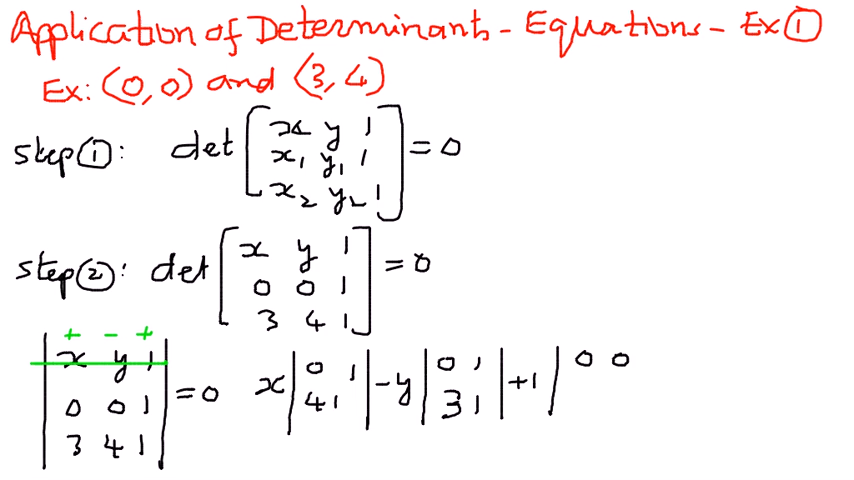 Application of Determinants - Equations - Ex ①
Ex: (0,0) and (3,4)
step ①: det [x y 1
x₁ y₁ 1
x₂ y₂ 1] = 0
step ②: det [x y 1
0 0 1
3 4 1] = 0
+ - +
|x y 1
0 0 1
3 4 1| = 0 x|0 1
4 1| - y|0 1
3 1| + 1|0 0